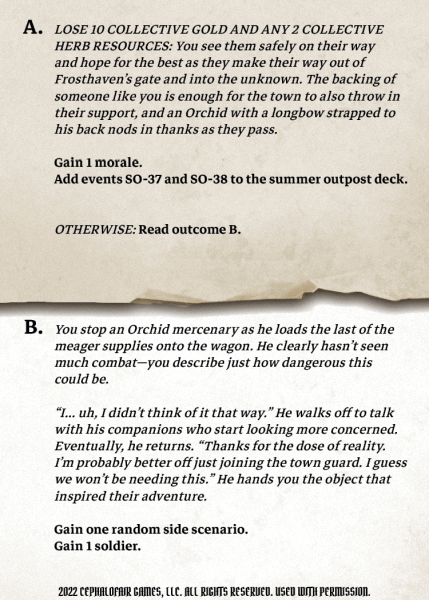 A. LOSE 10 COLLECTIVE GOLD AND ANY 2 COLLECTIVE
HERB RESOURCES: You see them safely on their way
and hope for the best as they make their way out of
Frosthaven's gate and into the unknown. The backing of
someone like you is enough for the town to also throw in
their support, and an Orchid with a longbow strapped to
his back nods in thanks as they pass.
Gain 1 morale.
Add events SO-37 and SO-38 to the summer outpost deck.
OTHERWISE: Read outcome B.
B. You stop an Orchid mercenary as he loads the last of the
meager supplies onto the wagon. He clearly hasn't seen
much combat—you describe just how dangerous this
could be.
“I... uh, I didn't think of it that way.” He walks off to talk
with his companions who start looking more concerned.
Eventually, he returns. “Thanks for the dose of reality.
I'm probably better off just joining the town guard. I guess
we won't be needing this.” He hands you the object that
inspired their adventure.
Gain one random side scenario.
Gain 1 soldier.
2022 CEPHALOFAIR GAMES, LLC. ALL RIGHTS RESERVED. USED WITH PERMISSION.